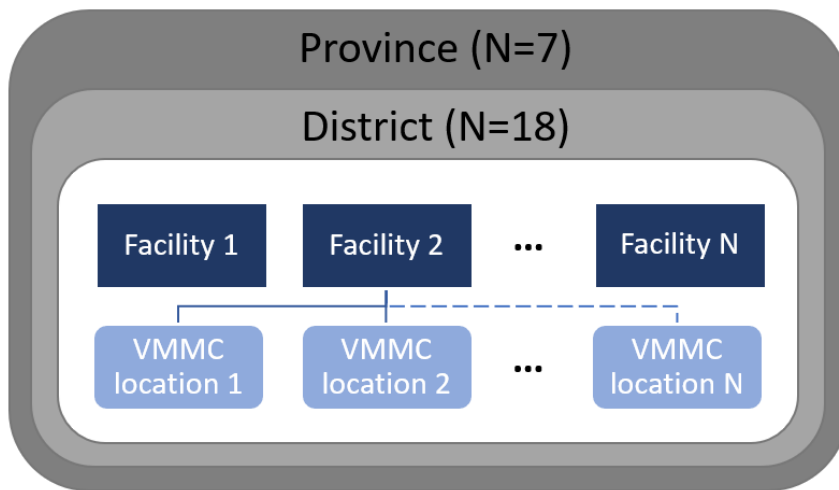 Province (N=7)
District (N=18)
Facility 1
Facility 2
...
Facility N
VMMC
location 1
VMMC
location 2
...
VMMC
location N